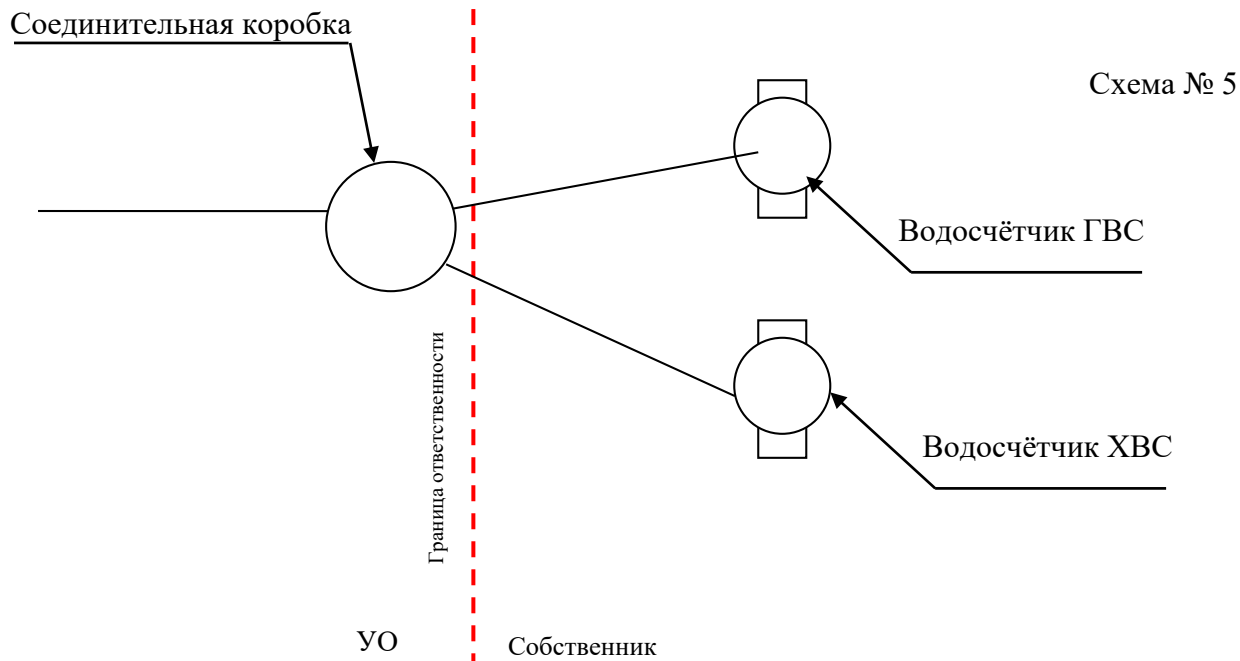 Соединительная коробка
Схема № 5
Водосчётчик ГВС
Водосчётчик ХВС
Граница ответственности
УО
Собственник